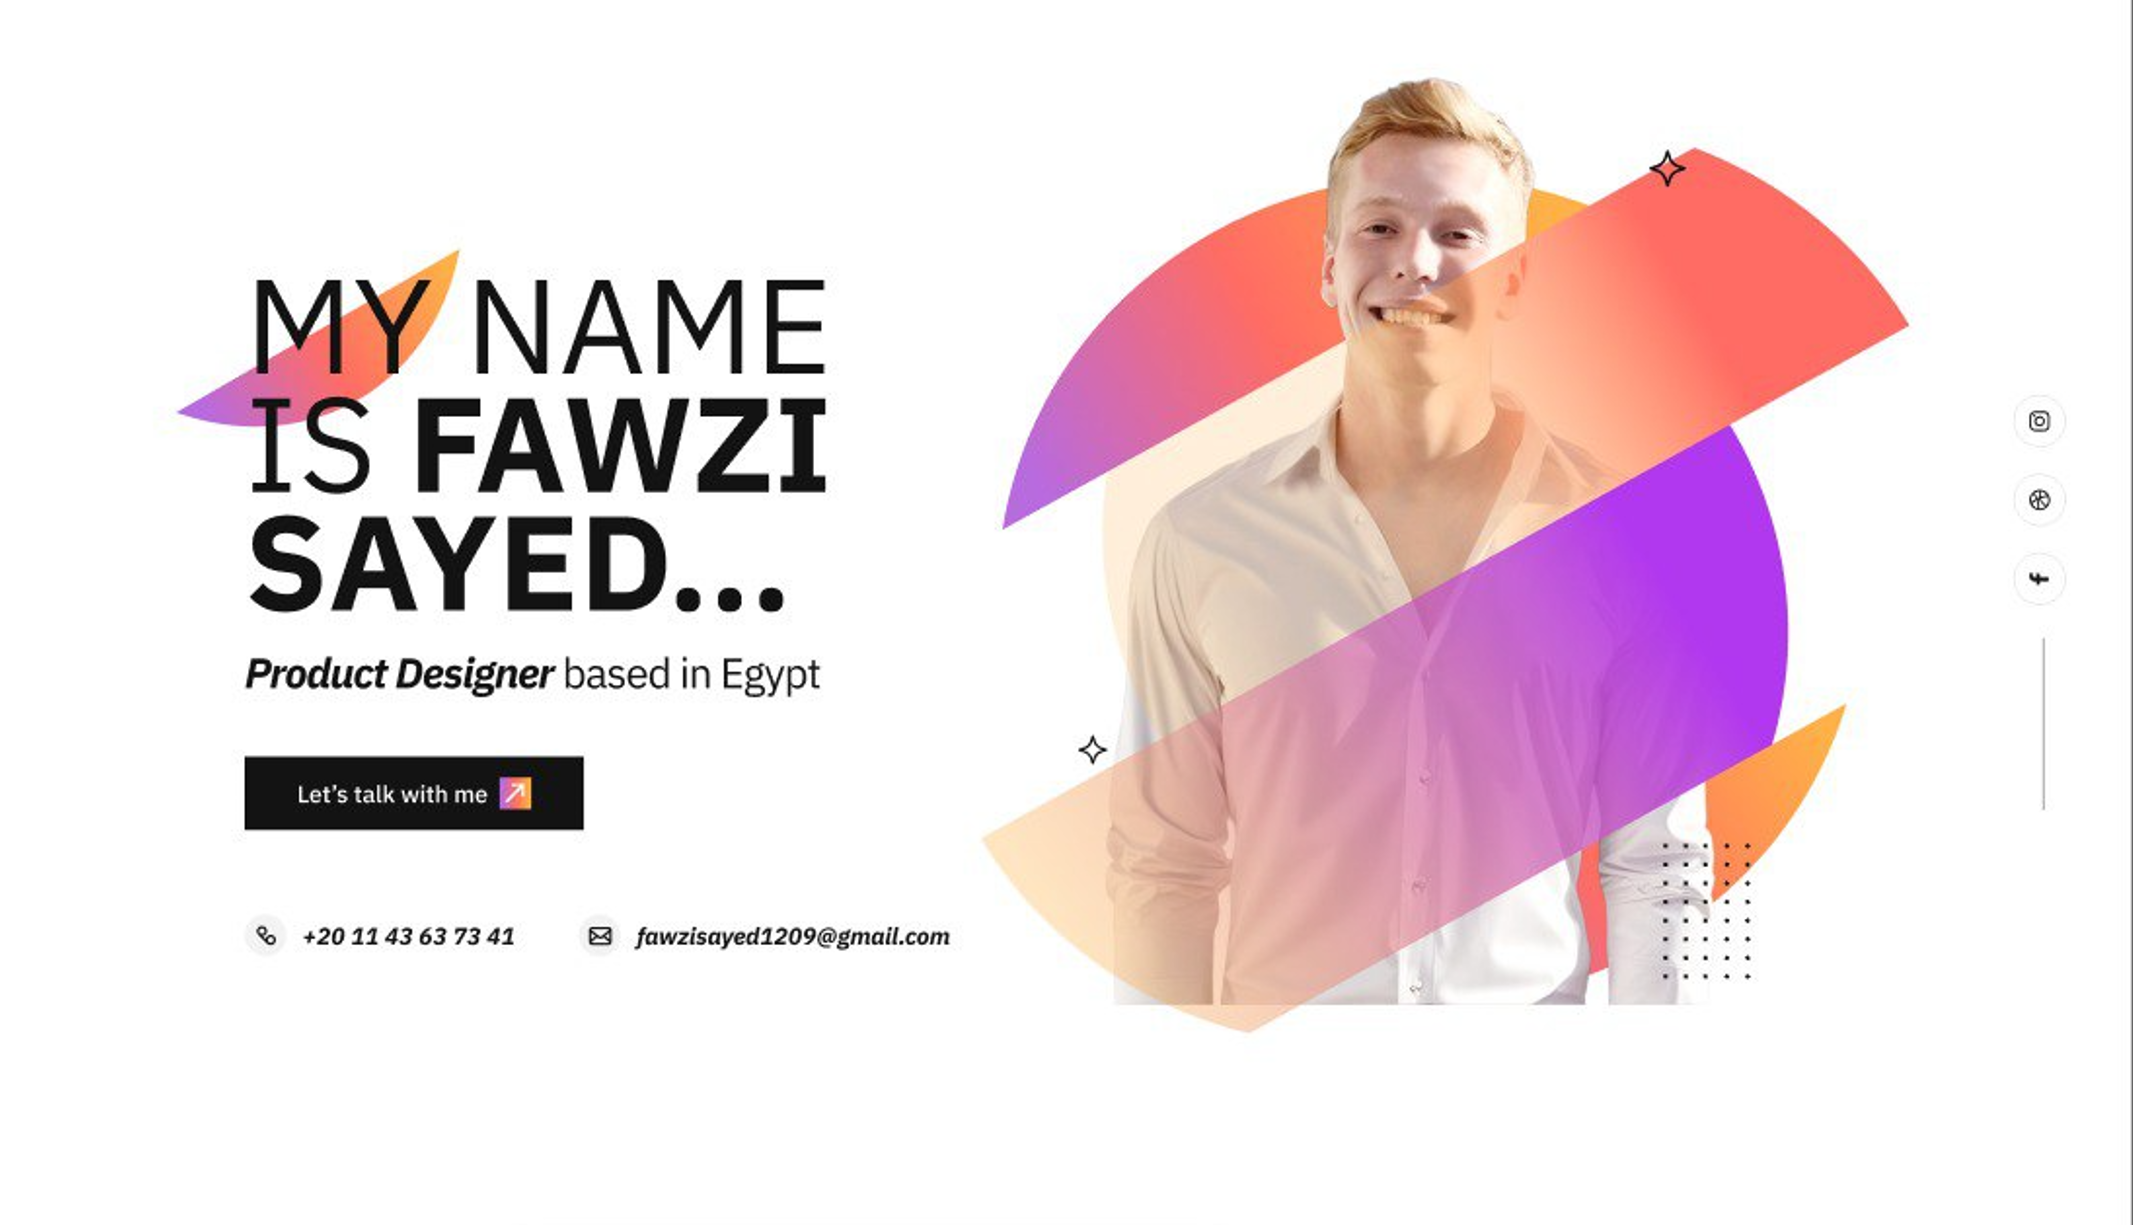 MY NAME
IS FAWZI
SAYED...
Product Designer based in Egypt
Let's talk with me
+20 11 43 63 73 41
fawzisayed1209@gmail.com